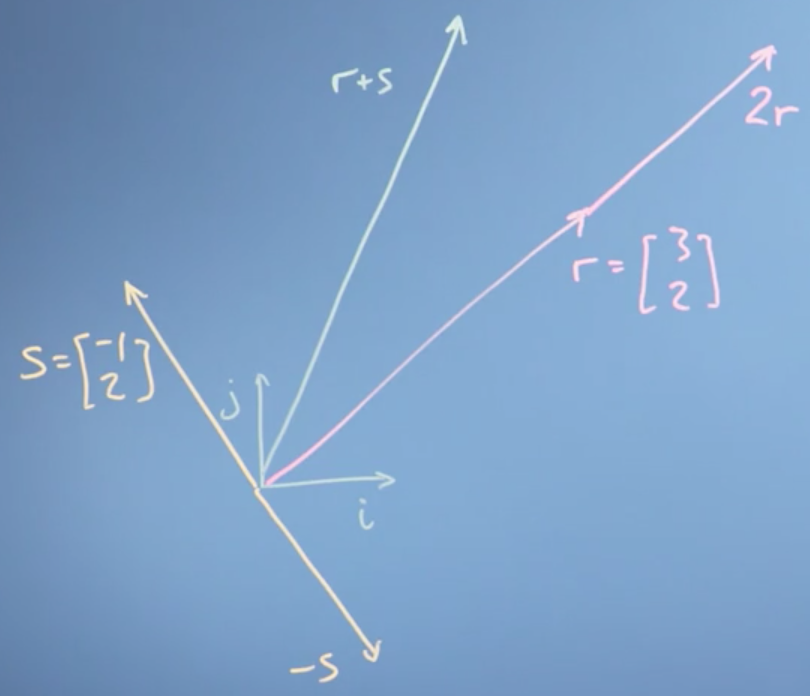 r+s
2r
r = [3
2]
s = [-1
2]
j
i
-s